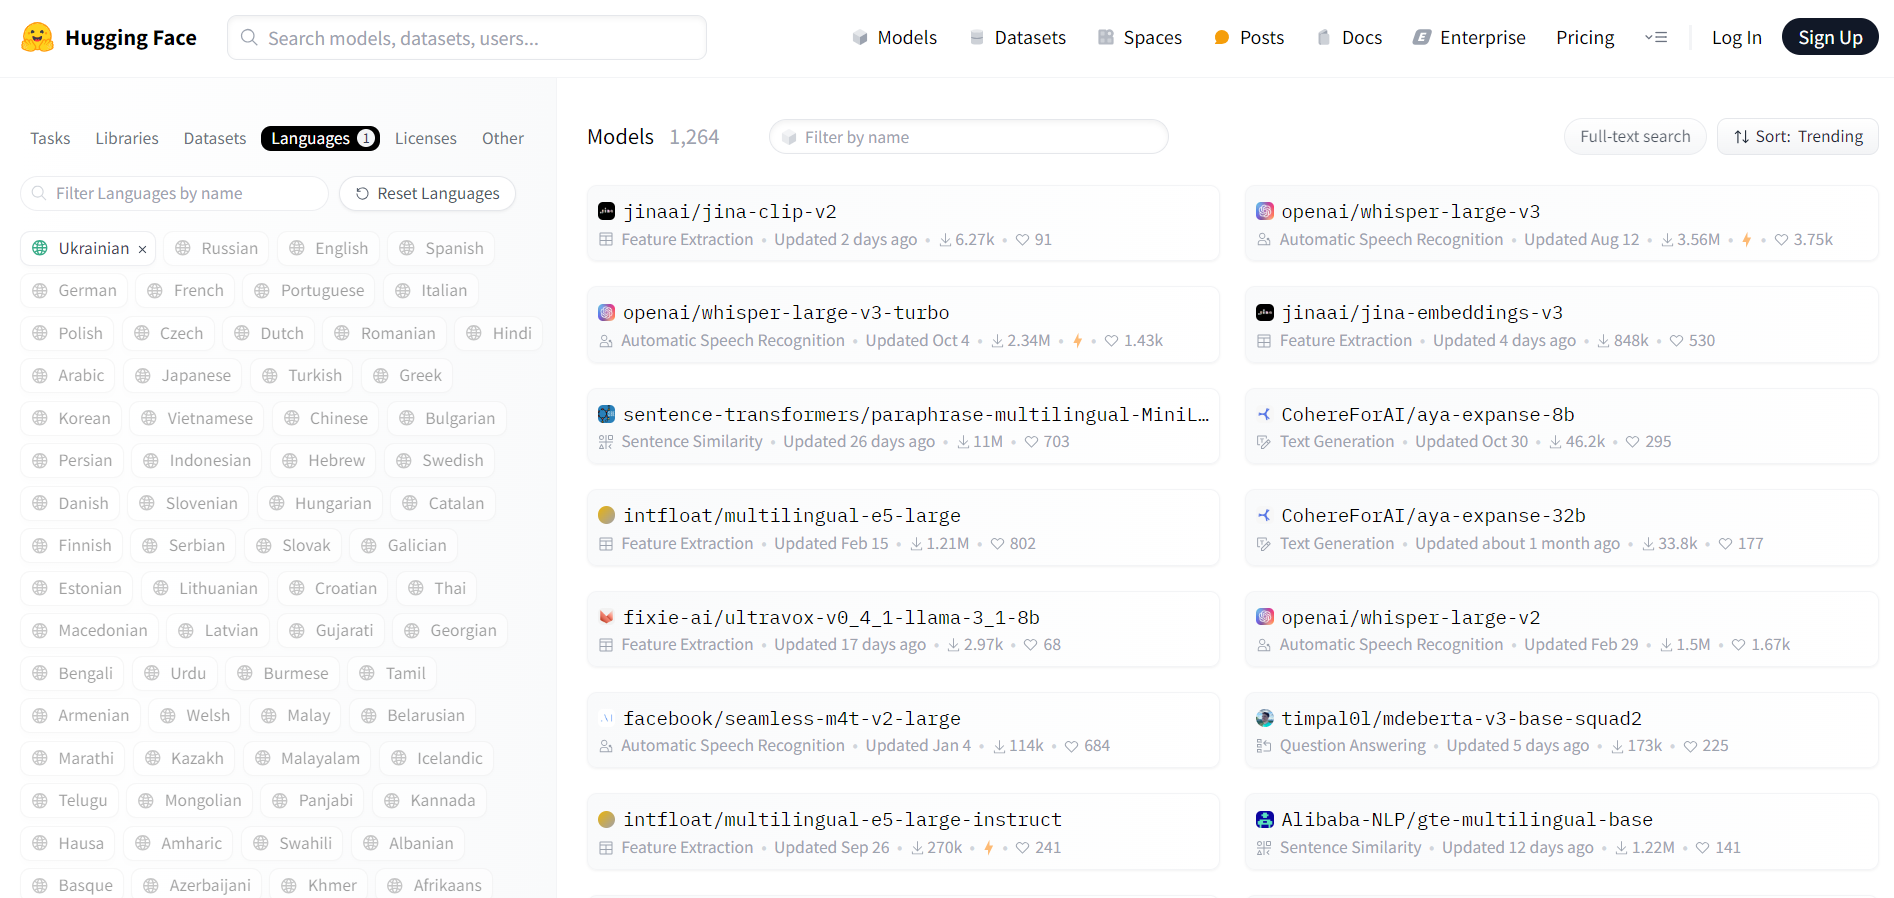 Hugging Face
Search models, datasets, users...
Models
Datasets
Spaces
Posts
Docs
Enterprise
Pricing
Log In
Sign Up
Tasks
Libraries
Datasets
Languages 1
Licenses
Other
Filter Languages by name
Reset Languages
Ukrainian × Russian English Spanish
German French Portuguese Italian
Polish Czech Dutch Romanian Hindi
Arabic Japanese Turkish Greek
Korean Vietnamese Chinese Bulgarian
Persian Indonesian Hebrew Swedish
Danish Slovenian Hungarian Catalan
Finnish Serbian Slovak Galician
Estonian Lithuanian Croatian Thai
Macedonian Latvian Gujarati Georgian
Bengali Urdu Burmese Tamil
Armenian Welsh Malay Belarusian
Marathi Kazakh Malayalam Icelandic
Telugu Mongolian Panjabi Kannada
Hausa Amharic Swahili Albanian
Basque Azerbaijani Khmer Afrikaans
Models 1,264
Filter by name
Full-text search
Sort: Trending
jinaai/jina-clip-v2
Feature Extraction • Updated 2 days ago • 6.27k • 91
openai/whisper-large-v3
Automatic Speech Recognition • Updated Aug 12 • 3.56M • • 3.75k
openai/whisper-large-v3-turbo
Automatic Speech Recognition • Updated Oct 4 • 2.34M • • 1.43k
jinaai/jina-embeddings-v3
Feature Extraction • Updated 4 days ago • 848k • 530
sentence-transformers/paraphrase-multilingual-MiniL…
Sentence Similarity • Updated 26 days ago • 11M • 703
CohereForAI/aya-expanse-8b
Text Generation • Updated Oct 30 • 46.2k • 295
intfloat/multilingual-e5-large
Feature Extraction • Updated Feb 15 • 1.21M • 802
CohereForAI/aya-expanse-32b
Text Generation • Updated about 1 month ago • 33.8k • 177
fixie-ai/ultravox-v0_4_1-llama-3_1-8b
Feature Extraction • Updated 17 days ago • 2.97k • 68
openai/whisper-large-v2
Automatic Speech Recognition • Updated Feb 29 • 1.5M • 1.67k
facebook/seamless-m4t-v2-large
Automatic Speech Recognition • Updated Jan 4 • 114k • 684
timpal0l/mdeberta-v3-base-squad2
Question Answering • Updated 5 days ago • 173k • 225
intfloat/multilingual-e5-large-instruct
Feature Extraction • Updated Sep 26 • 270k • • 241
Alibaba-NLP/gte-multilingual-base
Sentence Similarity • Updated 12 days ago • 1.22M • 141